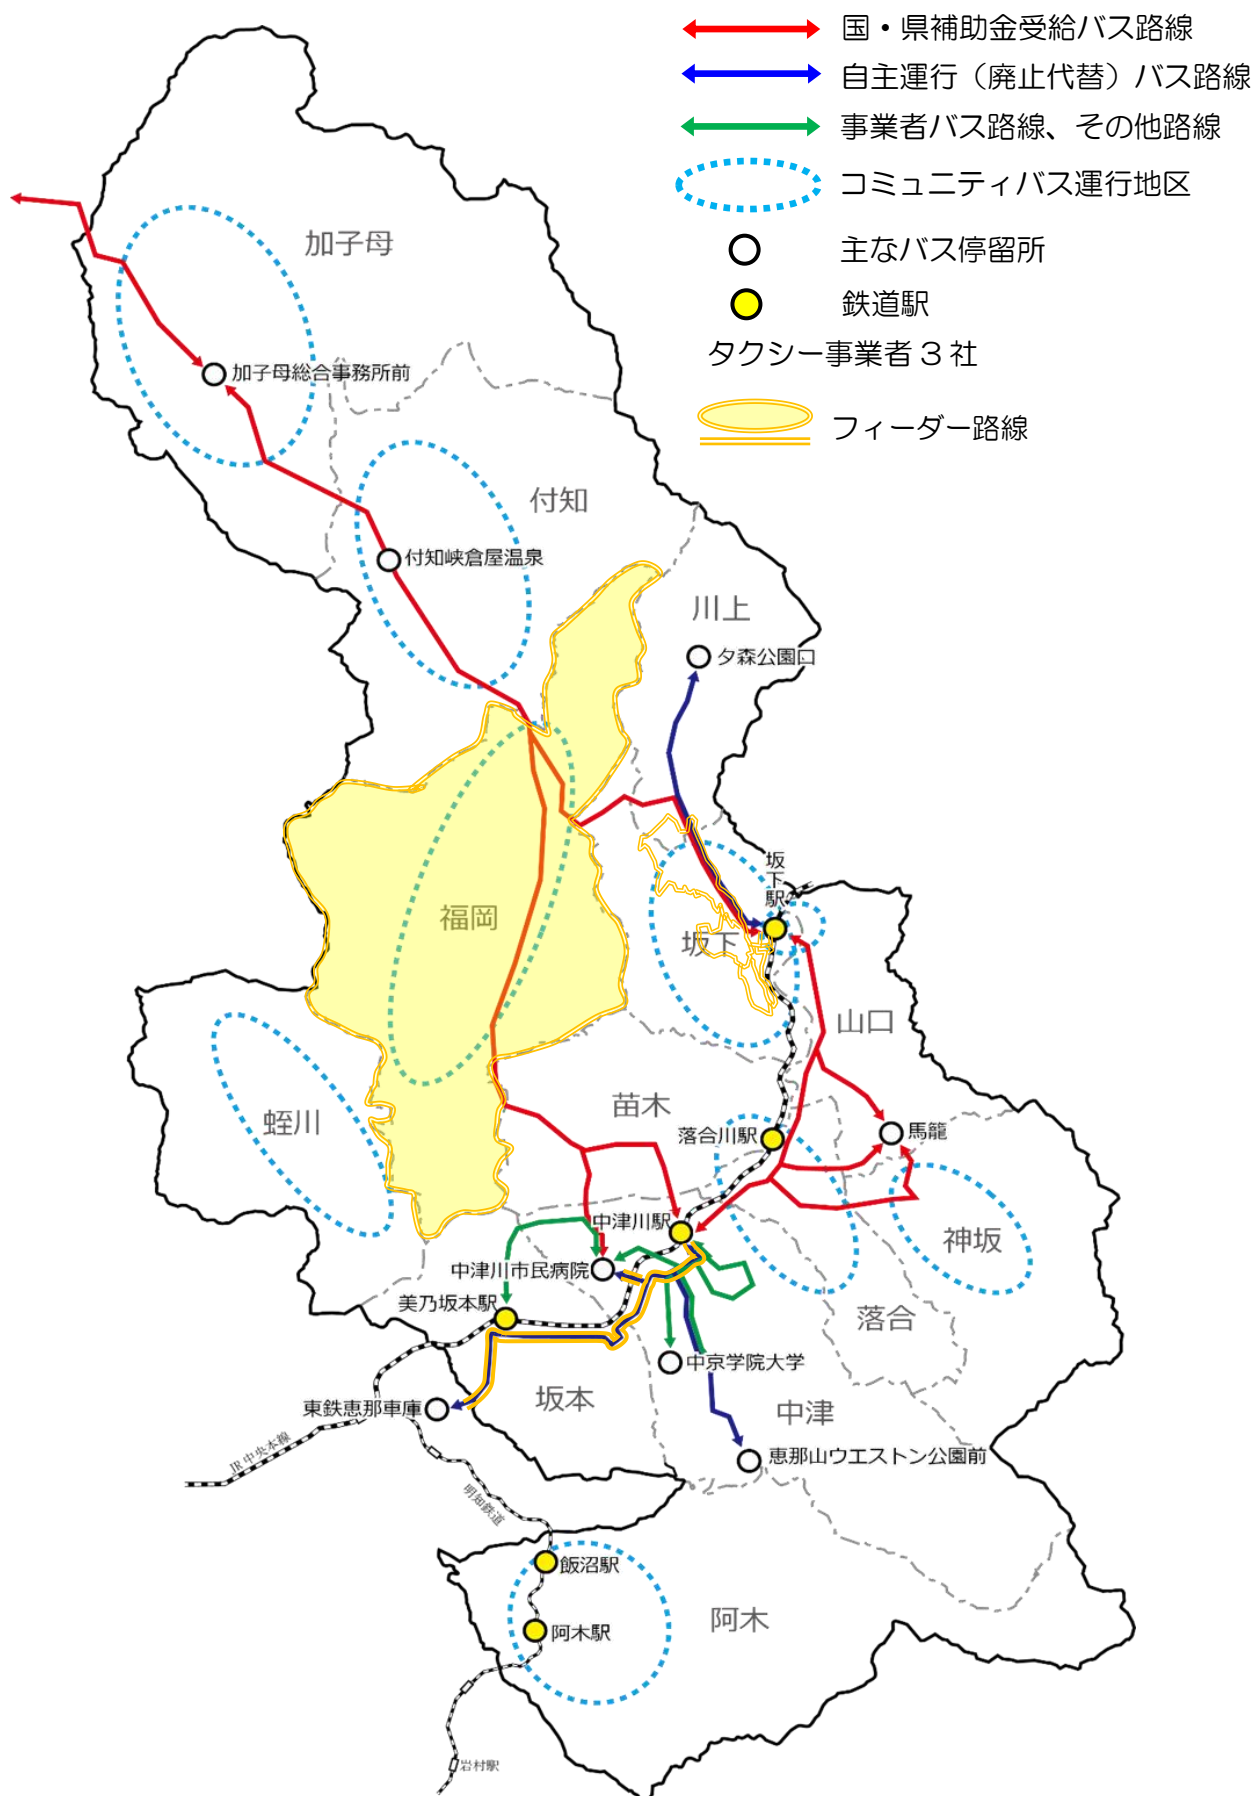 国・県補助金受給バス路線
自主運行（廃止代替）バス路線
事業者バス路線、その他路線
コミュニティバス運行地区
主なバス停留所
鉄道駅
タクシー事業者３社
フィーダー路線
加子母
加子母総合事務所前
付知
付知峡倉屋温泉
川上
夕森公園口
坂下駅
福岡
坂下
山口
苗木
蛭川
落合川駅
馬籠
中津川駅
神坂
中津川市民病院
美乃坂本駅
落合
中京学院大学
坂本
中津
東鉄恵那車庫
JR中央本線
恵那山ウエストン公園前
明知鉄道
飯沼駅
阿木
阿木駅
岩村駅